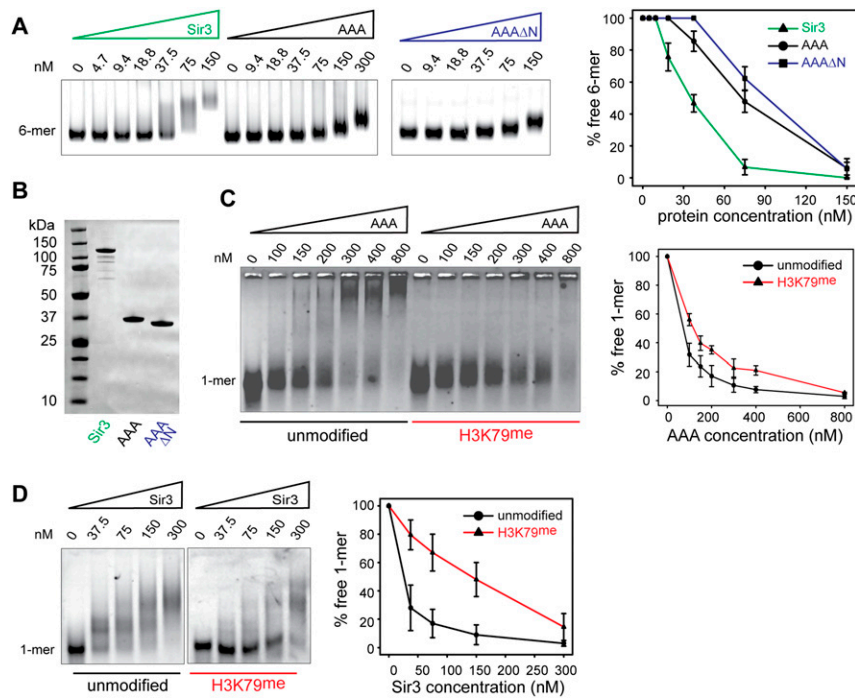 A
Sir3
AAA
AAAΔN
nM
0 4.7 9.4 18.8 37.5 75 150
0 9.4 18.8 37.5 75 150 300
0 9.4 18.8 37.5 75 150
6-mer
% free 6-mer
100
80
60
40
20
0
Sir3
AAA
AAAΔN
0 30 60 90 120 150
protein concentration (nM)
B
kDa
150
100
75
50
37
25
10
Sir3
AAA
AAA
ΔN
C
AAA
AAA
nM
0 100 150 200 300 400 800
0 100 150 200 300 400 800
1-mer
unmodified
H3K79me
% free 1-mer
100
80
60
40
20
0
unmodified
H3K79me
0 200 400 600 800
AAA concentration (nM)
D
Sir3
Sir3
nM
0 37.5 75 150 300
0 37.5 75 150 300
1-mer
unmodified
H3K79me
% free 1-mer
100
80
60
40
20
0
unmodified
H3K79me
0 50 100 150 200 250 300
Sir3 concentration (nM)